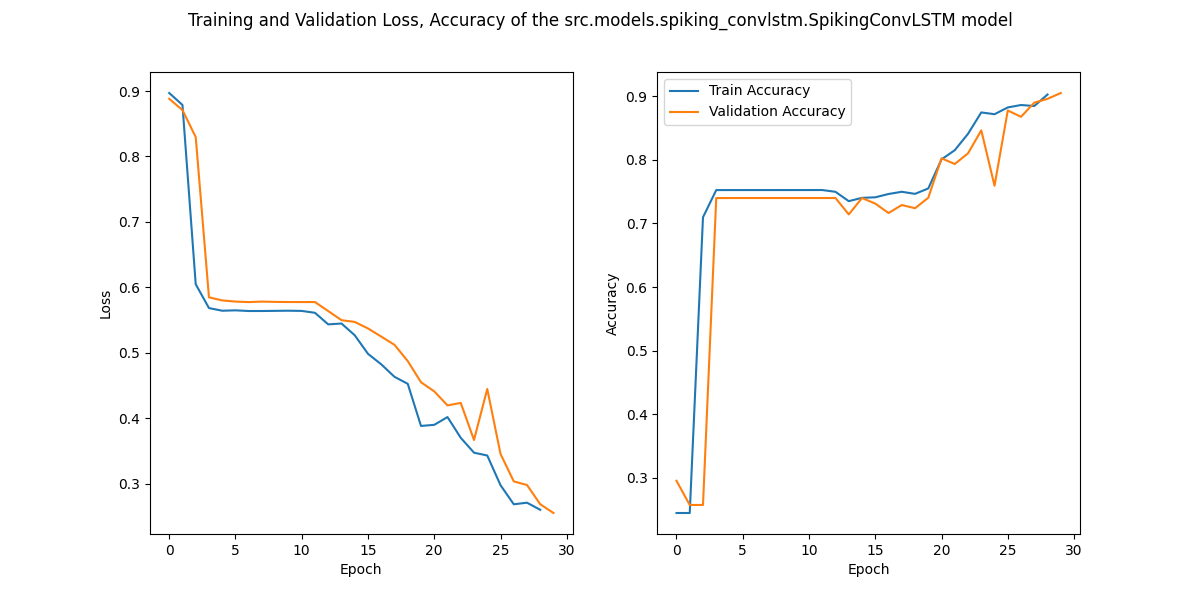 Training and Validation Loss, Accuracy of the src.models.spiking_convlstm.SpikingConvLSTM model
0.9
0.8
0.7
0.6
0.5
0.4
0.3
Loss
0 5 10 15 20 25 30
Epoch
Train Accuracy
Validation Accuracy
0.9
0.8
0.7
0.6
0.5
0.4
0.3
Accuracy
0 5 10 15 20 25 30
Epoch